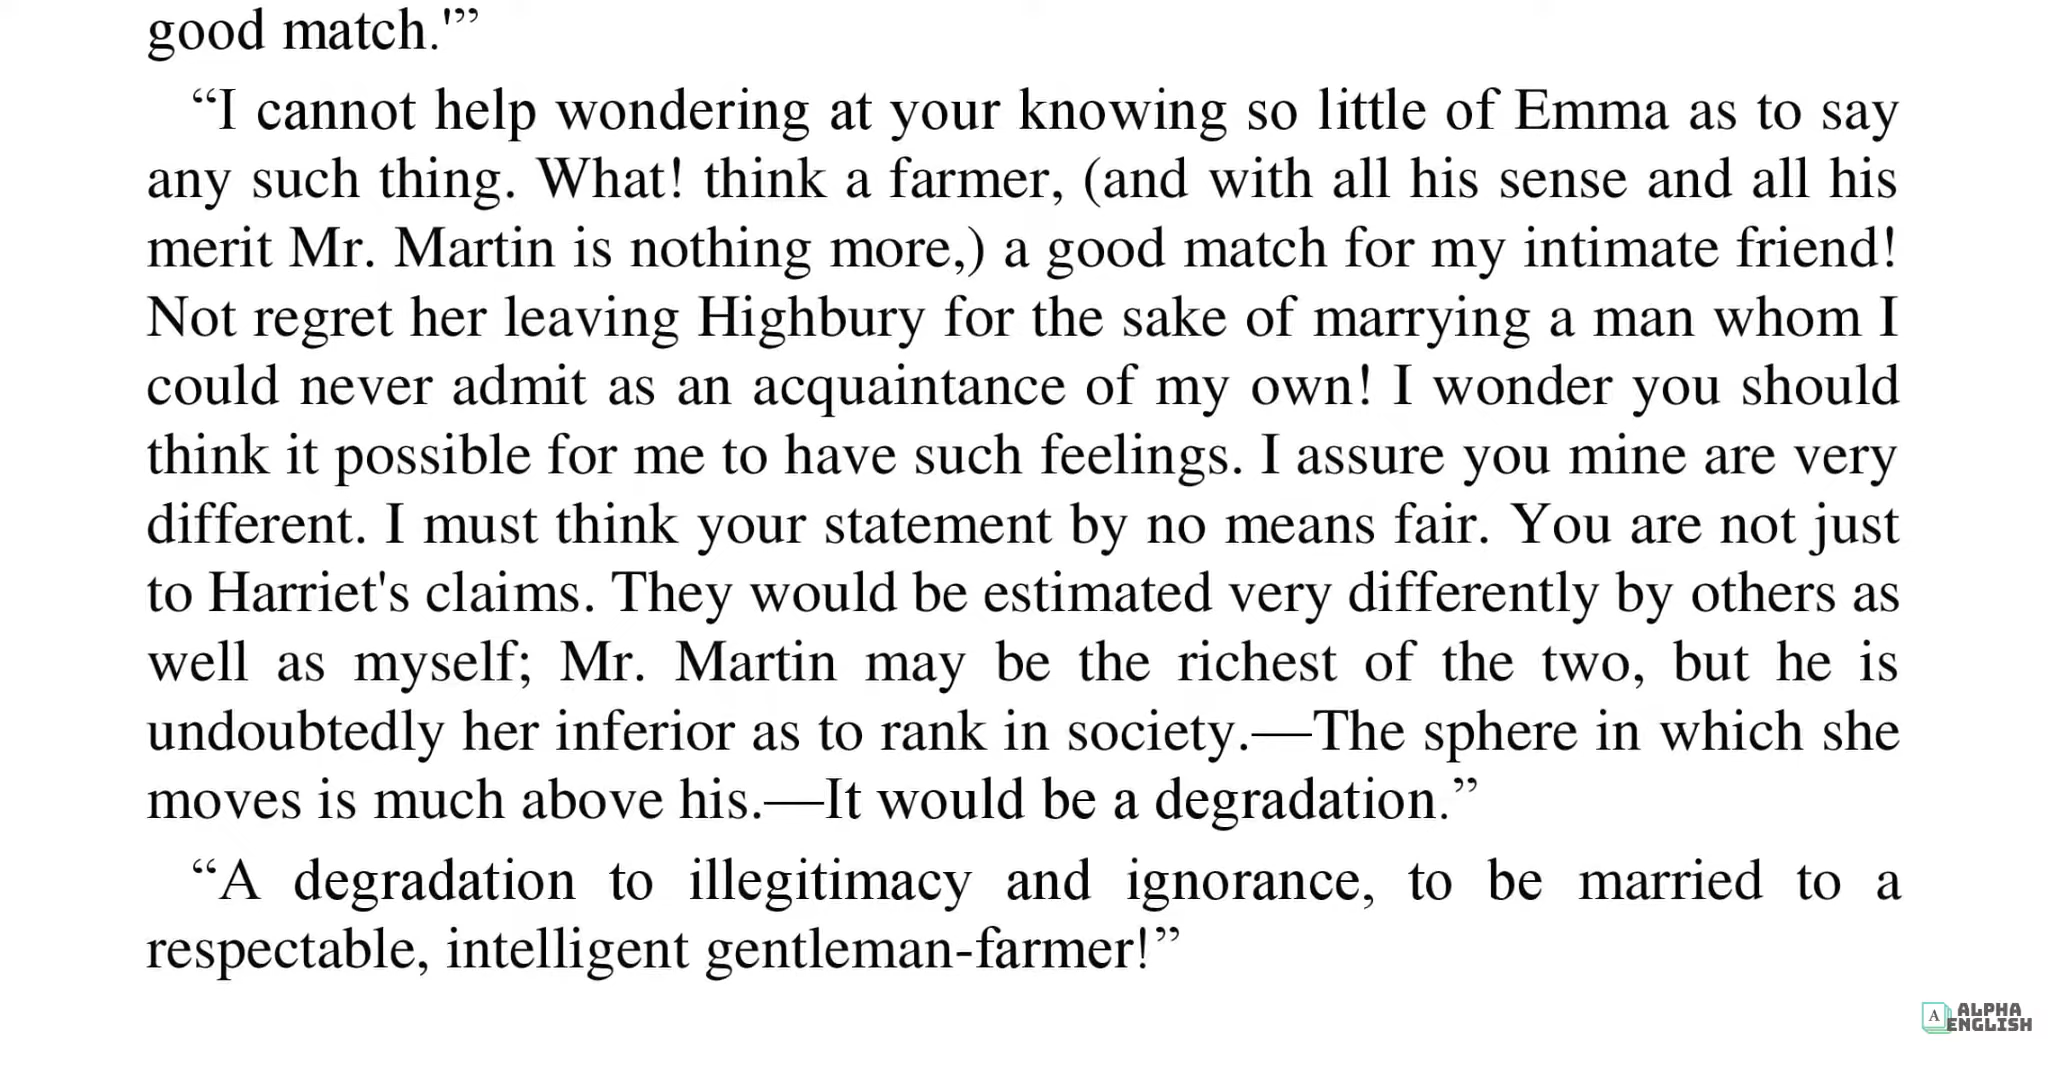 good match.'”
“I cannot help wondering at your knowing so little of Emma as to say
any such thing. What! think a farmer, (and with all his sense and all his
merit Mr. Martin is nothing more,) a good match for my intimate friend!
Not regret her leaving Highbury for the sake of marrying a man whom I
could never admit as an acquaintance of my own! I wonder you should
think it possible for me to have such feelings. I assure you mine are very
different. I must think your statement by no means fair. You are not just
to Harriet's claims. They would be estimated very differently by others as
well as myself; Mr. Martin may be the richest of the two, but he is
undoubtedly her inferior as to rank in society.—The sphere in which she
moves is much above his.—It would be a degradation.”
“A degradation to illegitimacy and ignorance, to be married to a
respectable, intelligent gentleman-farmer!”
A ALPHA
ENGLISH